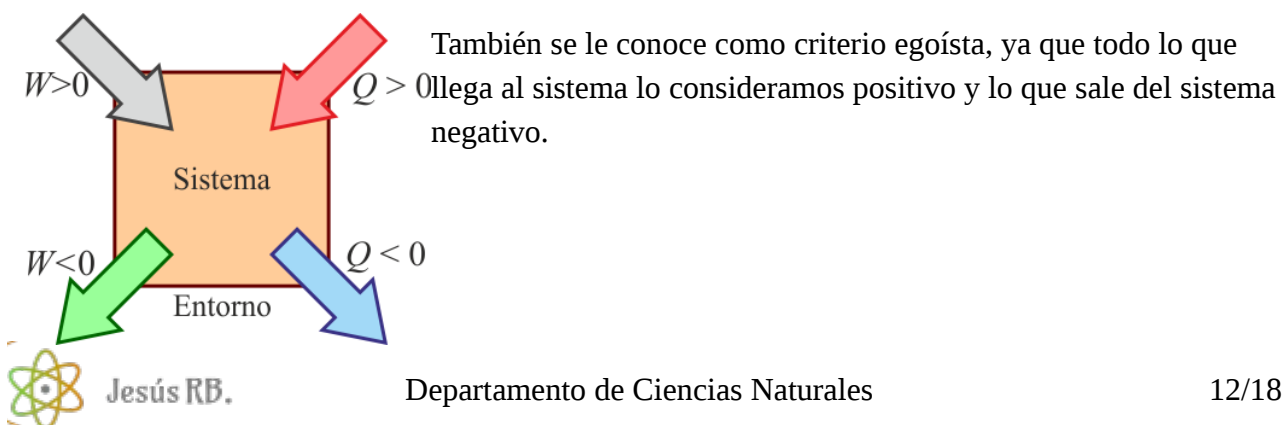 También se le conoce como criterio egoísta, ya que todo lo que
W>0
Q > 0
llega al sistema lo consideramos positivo y lo que sale del sistema
negativo.
Sistema
W<0
Q < 0
Entorno
Jesús RB.
Departamento de Ciencias Naturales
12/18